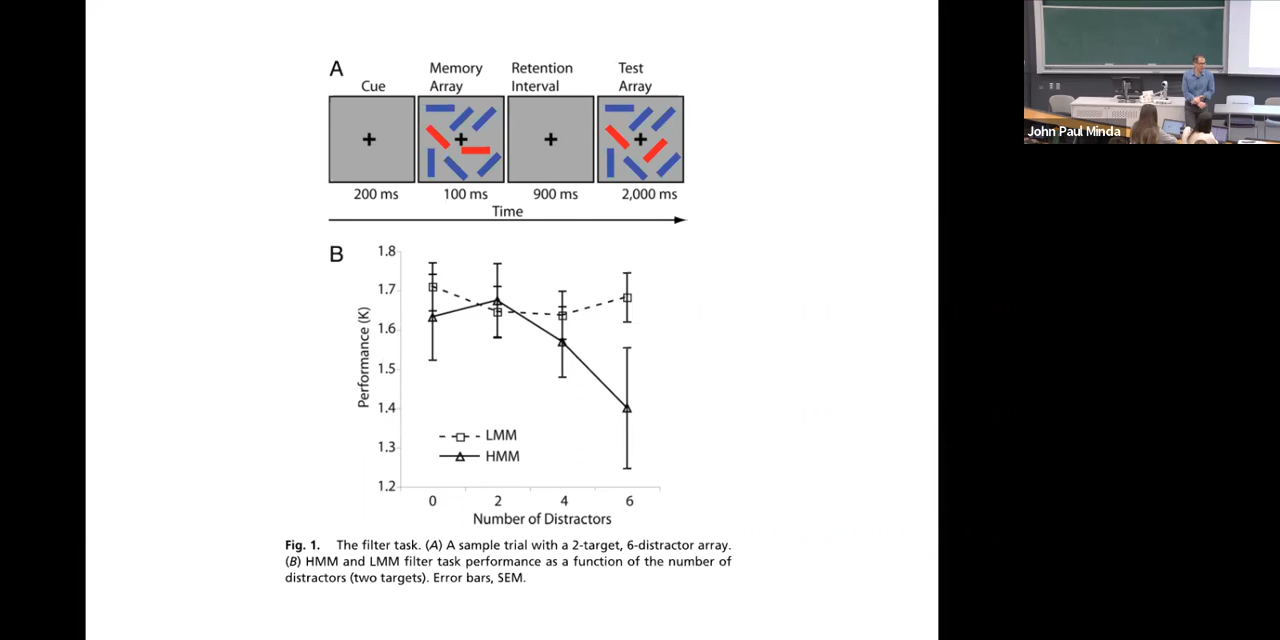 A
Cue
Memory
Array
Retention
Interval
Test
Array
200 ms
100 ms
900 ms
2,000 ms
Time
B
1.8
1.7
1.6
1.5
1.4
1.3
1.2
Performance (K)
LMM
HMM
0 2 4 6
Number of Distractors
Fig. 1. The filter task. (A) A sample trial with a 2-target, 6-distractor array.
(B) HMM and LMM filter task performance as a function of the number of
distractors (two targets). Error bars, SEM.
John Paul Minda